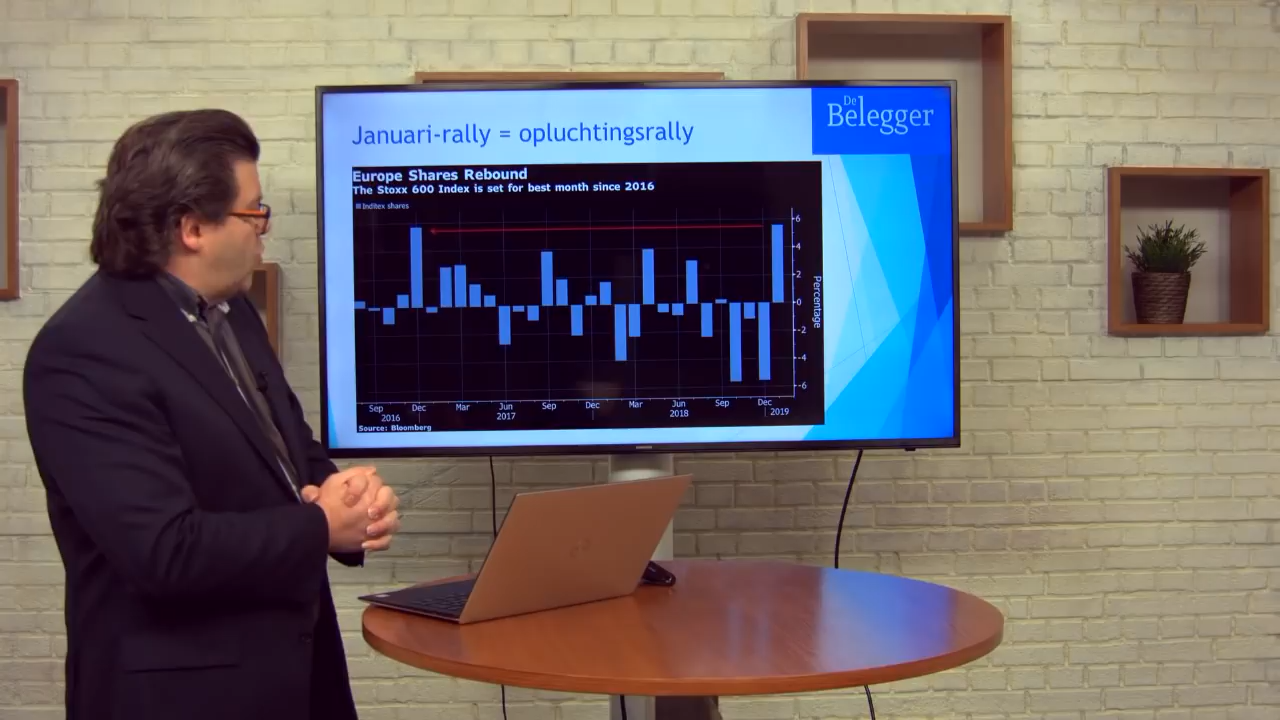 De
Belegger
Januari-rally = opluchtingsrally
Europe Shares Rebound
The Stoxx 600 Index is set for best month since 2016
Inditex shares
6
4
2
0
-2
-4
-6
Percentage
Sep Dec Mar Jun Sep Dec Mar Jun Sep Dec
2016 2017 2018 2019
Source: Bloomberg